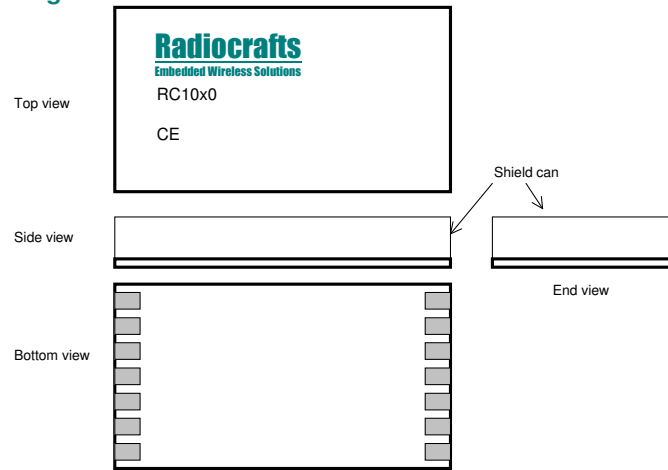 Radiocrafts
Embedded Wireless Solutions
RC10x0
Top view
CE
Shield can
Side view
End view
Bottom view